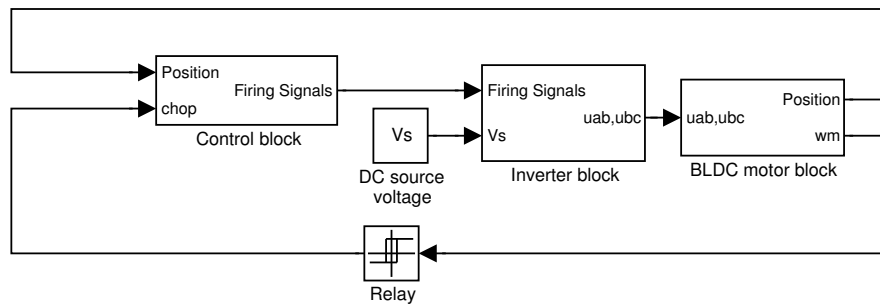 Position
Firing Signals
chop
Control block
Vs
DC source
voltage
Firing Signals
uab,ubc
Vs
Inverter block
uab,ubc
Position
wm
BLDC motor block
Relay